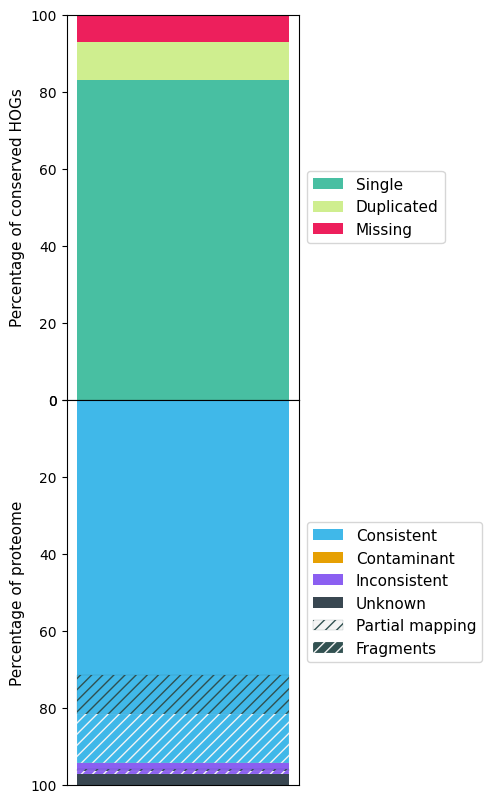 100
80
60
40
20
0
Percentage of conserved HOGs
Single
Duplicated
Missing
0
20
40
60
80
100
Percentage of proteome
Consistent
Contaminant
Inconsistent
Unknown
Partial mapping
Fragments